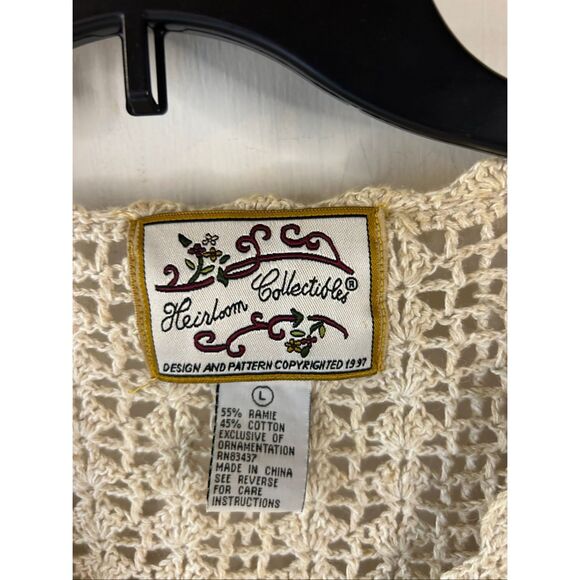 Heirloom Collectibles®
DESIGN AND PATTERN COPYRIGHTED 1997
L
55% RAMIE
45% COTTON
EXCLUSIVE OF
ORNAMENTATION
RN83437
MADE IN CHINA
SEE REVERSE
FOR CARE
INSTRUCTIONS